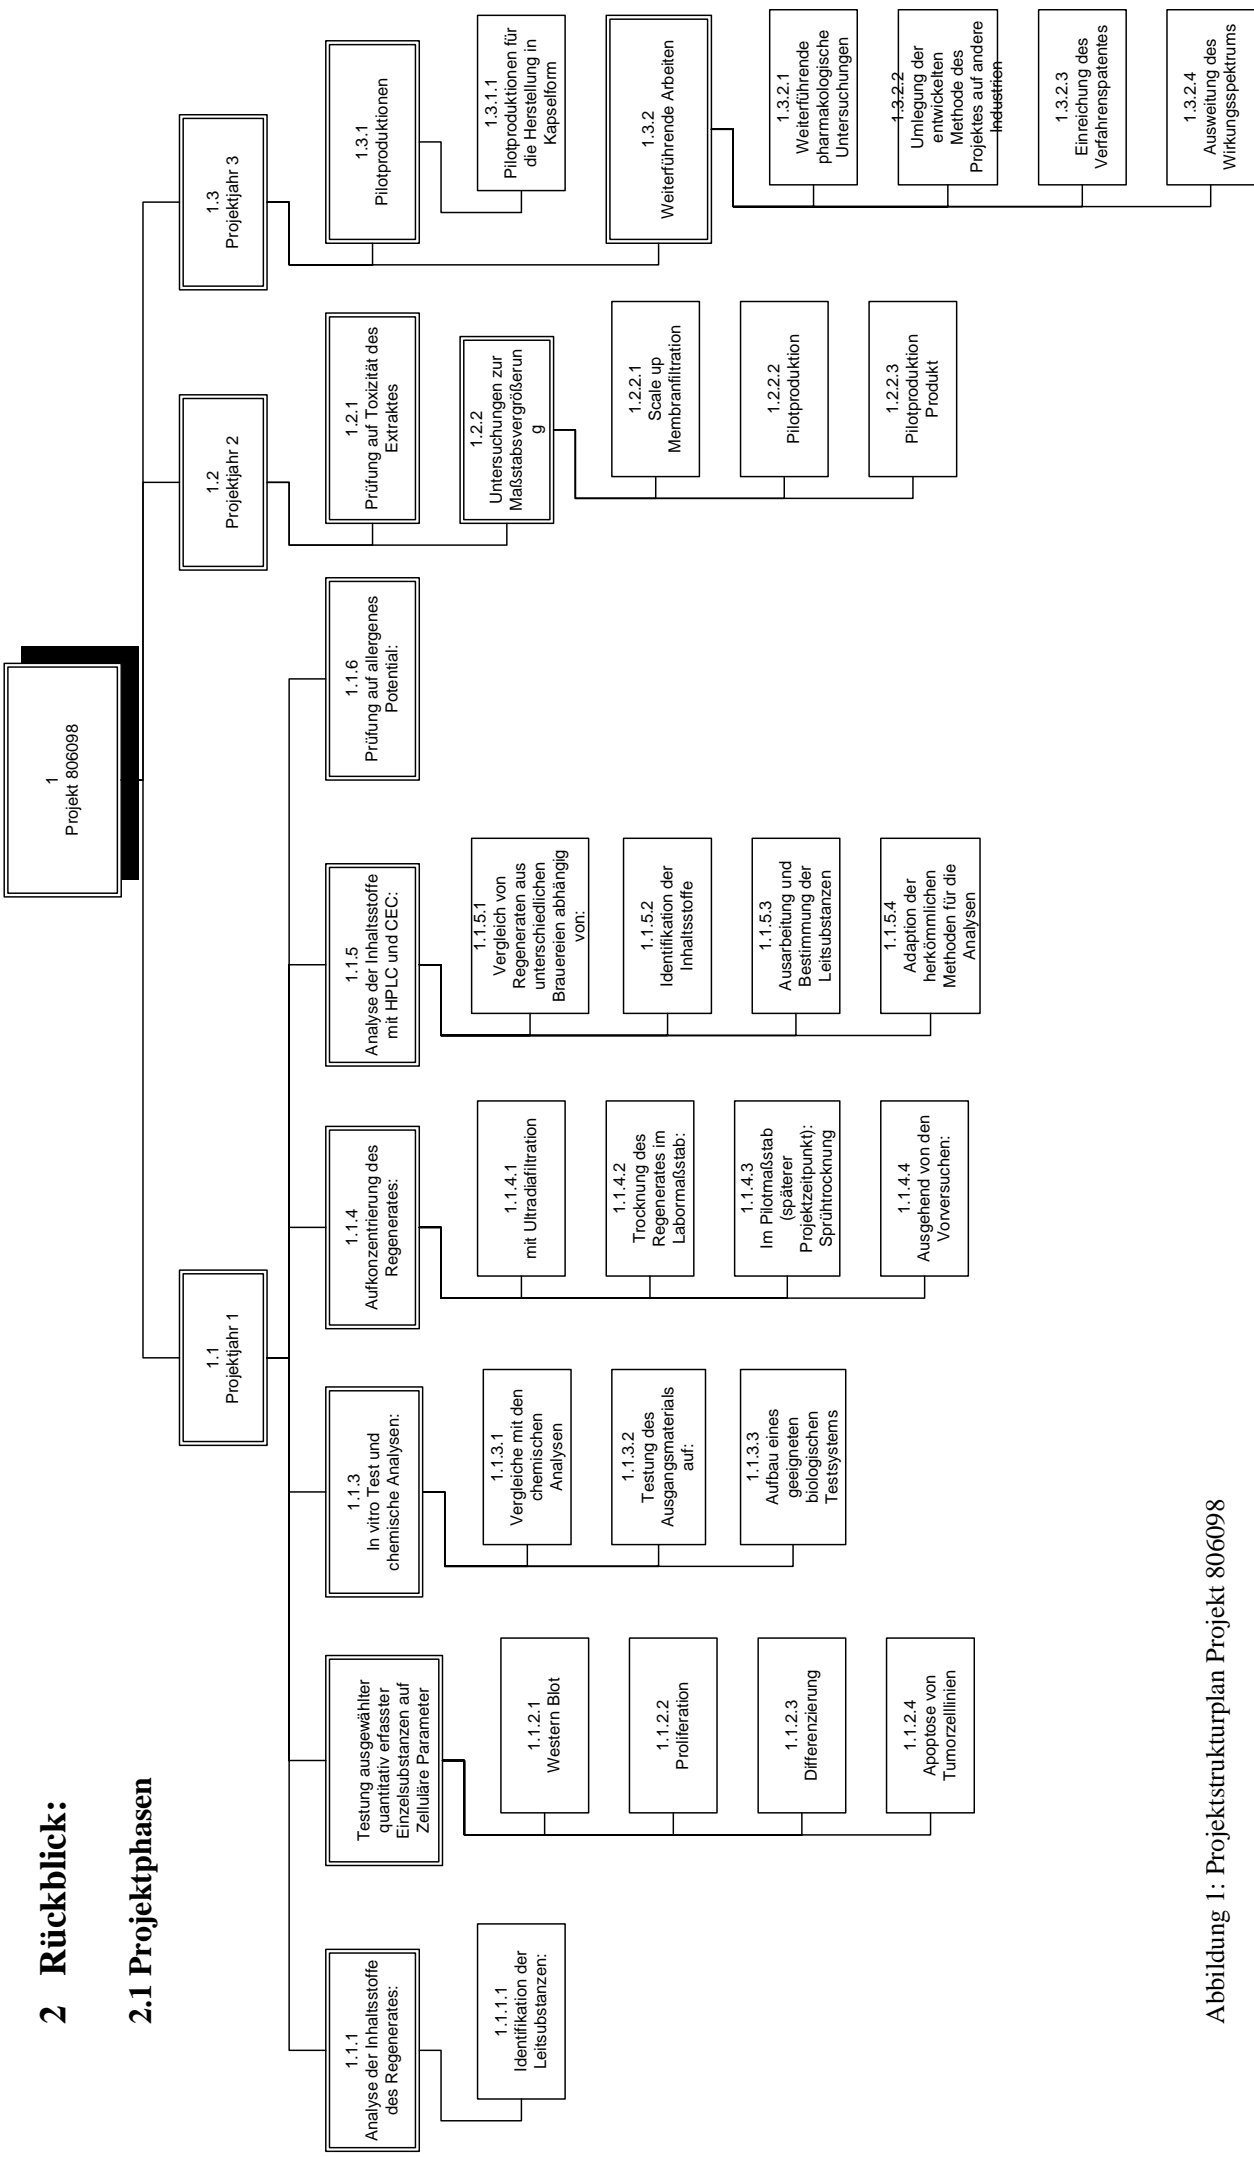 2 Rückblick:
2.1 Projektphasen
1
Projekt 806098
1.1
Projektjahr 1
1.2
Projektjahr 2
1.3
Projektjahr 3
1.1.1
Analyse der Inhaltsstoffe
des Regenerates:
1.1.1.1
Identifikation der
Leitsubstanzen:
Testung ausgewählter
quantitativ erfasster
Einzelsubstanzen auf
Zelluläre Parameter
1.1.2.1
Western Blot
1.1.2.2
Proliferation
1.1.2.3
Differenzierung
1.1.2.4
Apoptose von
Tumorzelllinien
1.1.3
In vitro Test und
chemische Analysen:
1.1.3.1
Vergleiche mit den
chemischen
Analysen
1.1.3.2
Testung des
Ausgangsmaterials
auf:
1.1.3.3
Aufbau eines
geeigneten
biologischen
Testsystems
1.1.4
Aufkonzentrierung des
Regenerates:
1.1.4.1
mit Ultradiafiltration
1.1.4.2
Trocknung des
Regenerates im
Labormaßstab:
1.1.4.3
Im Pilotmaßstab
(späterer
Projektzeitpunkt):
Sprühtrocknung
1.1.4.4
Ausgehend von den
Vorversuchen:
1.1.5
Analyse der Inhaltsstoffe
mit HPLC und CEC:
1.1.5.1
Vergleich von
Regeneraten aus
unterschiedlichen
Brauereien abhängig
von:
1.1.5.2
Identifikation der
Inhaltsstoffe
1.1.5.3
Ausarbeitung und
Bestimmung der
Leitsubstanzen
1.1.5.4
Adaption der
herkömmlichen
Methoden für die
Analysen
1.1.6
Prüfung auf allergenes
Potential:
1.2.1
Prüfung auf Toxizität des
Extraktes
1.2.2
Untersuchungen zur
Maßstabsvergrößerun
g
1.2.2.1
Scale up
Membranfiltration
1.2.2.2
Pilotproduktion
1.2.2.3
Pilotproduktion
Produkt
1.3.1
Pilotproduktionen
1.3.1.1
Pilotproduktionen für
die Herstellung in
Kapselform
1.3.2
Weiterführende Arbeiten
1.3.2.1
Weiterführende
pharmakologische
Untersuchungen
1.3.2.2
Umlegung der
entwickelten
Methode des
Projektes auf andere
Industrien
1.3.2.3
Einreichung des
Verfahrenspatentes
1.3.2.4
Ausweitung des
Wirkungsspektrums
Abbildung 1: Projektstrukturplan Projekt 806098